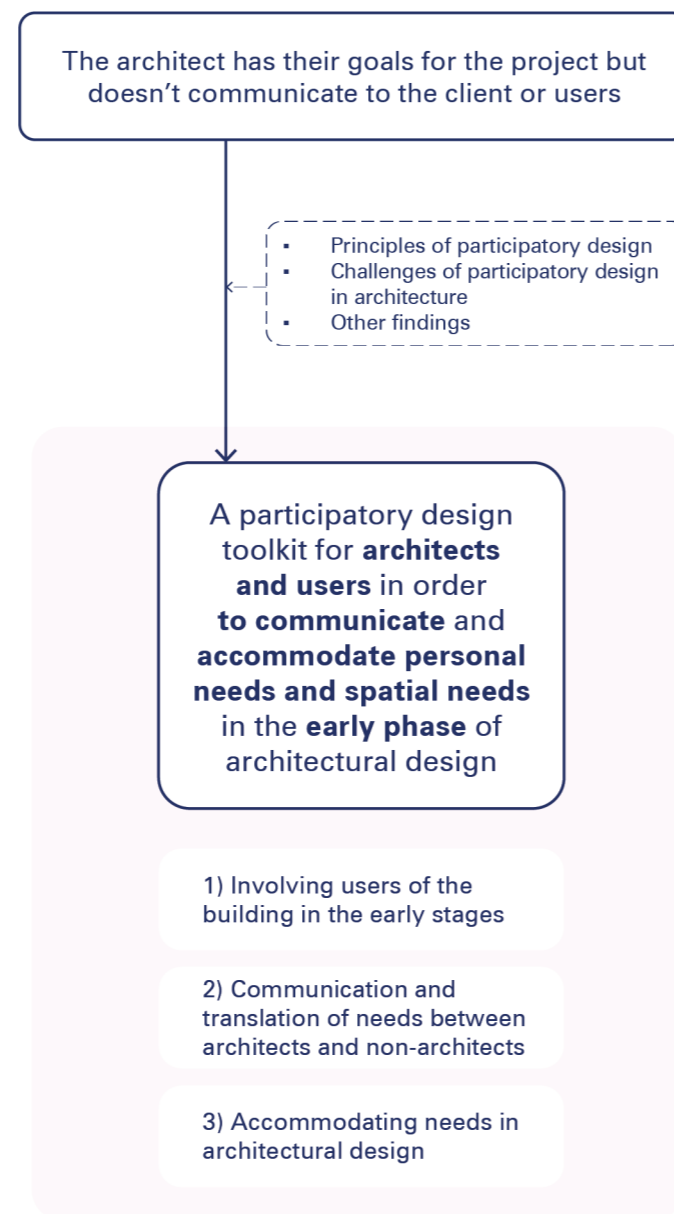 The architect has their goals for the project but
doesn’t communicate to the client or users
▪ Principles of participatory design
▪ Challenges of participatory design
in architecture
▪ Other findings
A participatory design
toolkit for architects
and users in order
to communicate and
accommodate personal
needs and spatial needs
in the early phase of
architectural design
1) Involving users of the
building in the early stages
2) Communication and
translation of needs between
architects and non-architects
3) Accommodating needs in
architectural design